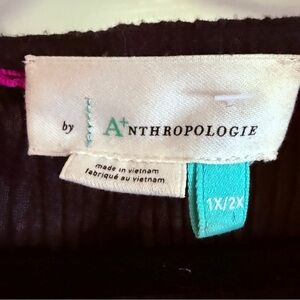 by A+NTHROPOLOGIE
made in vietnam
fabriqué au vietnam
1X/2X